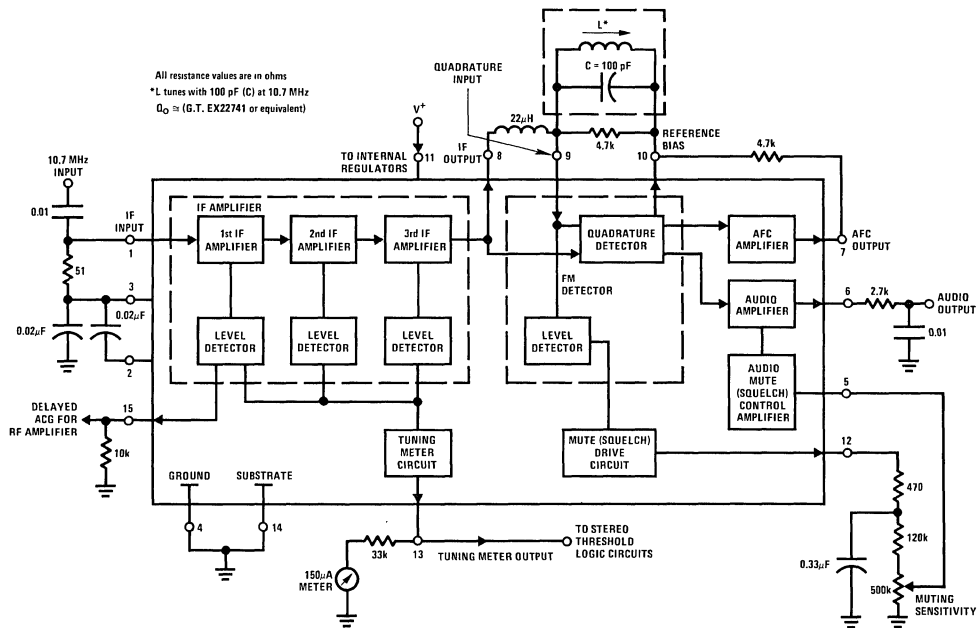 All resistance values are in ohms
*L tunes with 100 pF (C) at 10.7 MHz
QO ≅ (G.T. EX22741 or equivalent)
L*
C = 100 pF
QUADRATURE
INPUT
V+
22µH
4.7k
REFERENCE
BIAS
4.7k
IF
OUTPUT
8
9
10
TO INTERNAL
REGULATORS
11
10.7 MHz
INPUT
0.01
IF
INPUT
1
51
3
0.02µF
0.02µF
2
IF AMPLIFIER
1st IF
AMPLIFIER
2nd IF
AMPLIFIER
3rd IF
AMPLIFIER
LEVEL
DETECTOR
LEVEL
DETECTOR
LEVEL
DETECTOR
QUADRATURE
DETECTOR
FM
DETECTOR
LEVEL
DETECTOR
AFC
AMPLIFIER
AFC
OUTPUT
7
AUDIO
AMPLIFIER
6
2.7k
AUDIO
OUTPUT
0.01
AUDIO
MUTE
(SQUELCH)
CONTROL
AMPLIFIER
5
DELAYED
ACG FOR
RF AMPLIFIER
15
10k
TUNING
METER
CIRCUIT
MUTE (SQUELCH)
DRIVE
CIRCUIT
12
GROUND
SUBSTRATE
4
14
470
120k
0.33µF
500k
MUTING
SENSITIVITY
33k
13
TUNING METER OUTPUT
TO STEREO
THRESHOLD
LOGIC CIRCUITS
150µA
METER